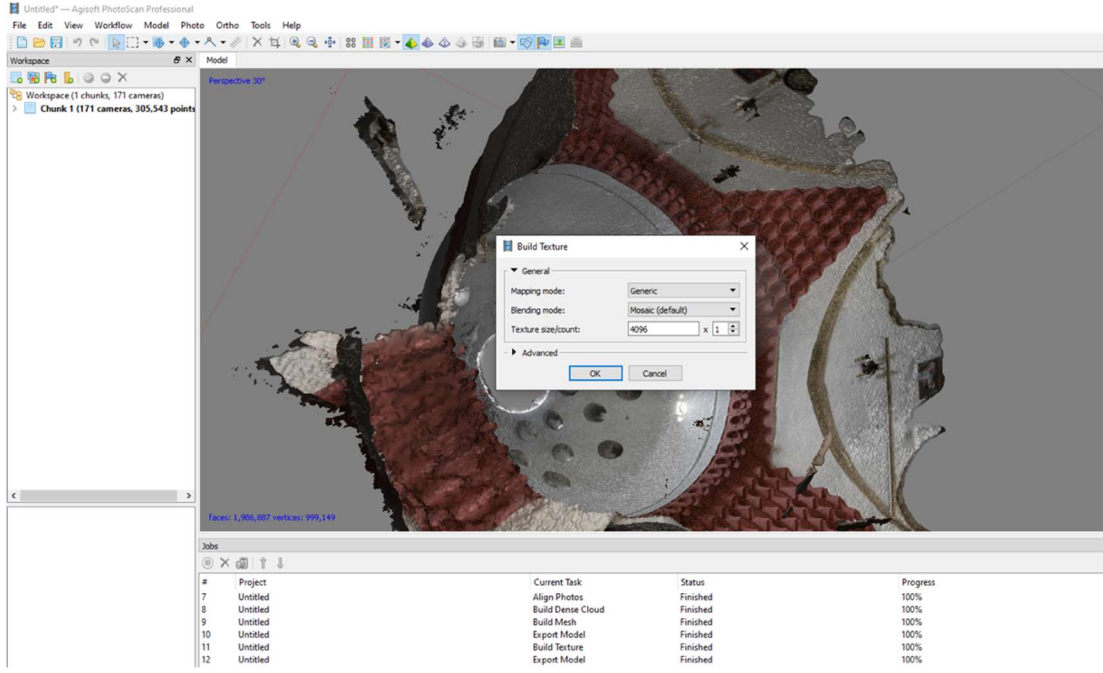 Untitled* — Agisoft PhotoScan Professional
File Edit View Workflow Model Photo Ortho Tools Help
Workspace
Model
Workspace (1 chunks, 171 cameras)
Chunk 1 (171 cameras, 305,543 points
Perspective 30°
Build Texture
General
Mapping mode: Generic
Blending mode: Mosaic (default)
Texture size/count: 4096 x 1
Advanced
OK Cancel
faces: 1,986,887 vertices: 999,149
Jobs
# Project Current Task Status Progress
7 Untitled Align Photos Finished 100%
8 Untitled Build Dense Cloud Finished 100%
9 Untitled Build Mesh Finished 100%
10 Untitled Export Model Finished 100%
11 Untitled Build Texture Finished 100%
12 Untitled Export Model Finished 100%